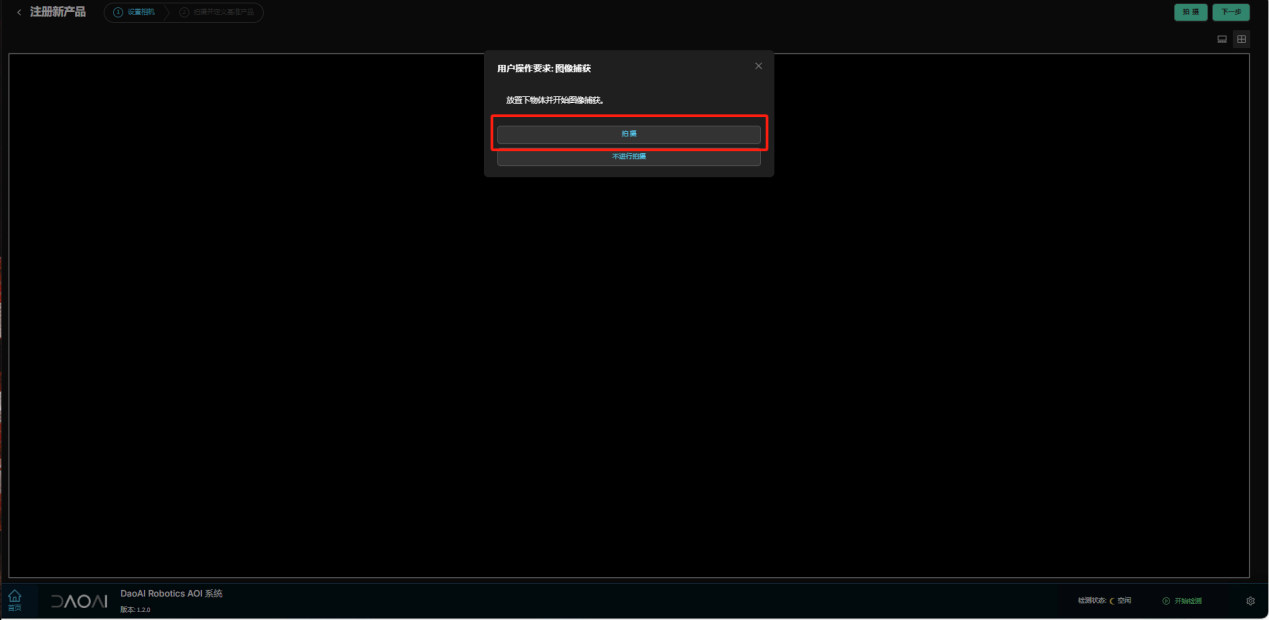 注册新产品
1 设置相机
2 拍摄并定义基准产品
拍 摄
下一步
用户操作要求: 图像捕获
放置下物体并开始图像捕获。
拍 摄
不进行拍摄
首页
DAOAI
DaoAI Robotics AOI 系统
版本: 1.2.0
检测状态: 空闲
开始检测